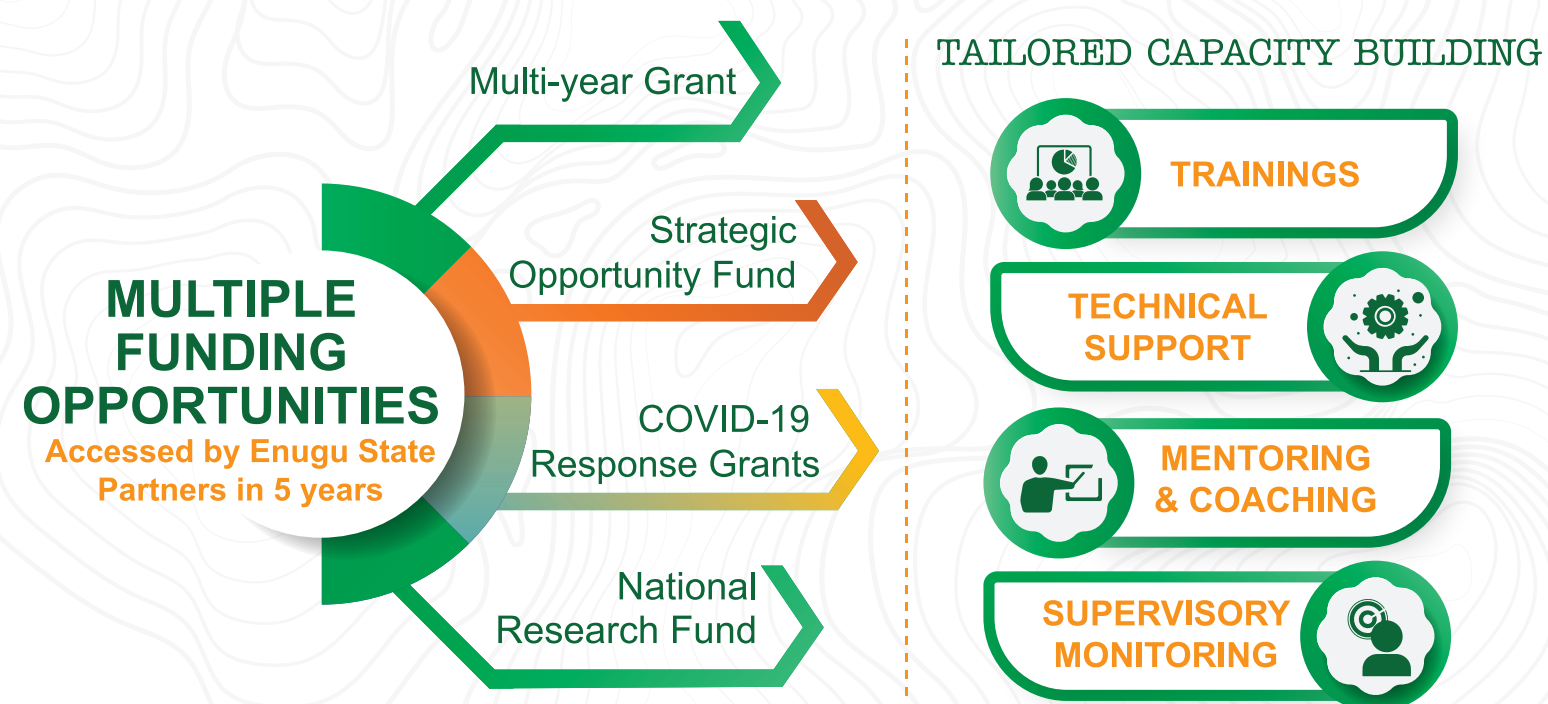 MULTIPLE
FUNDING
OPPORTUNITIES
Accessed by Enugu State
Partners in 5 years
Multi-year Grant
Strategic
Opportunity Fund
COVID-19
Response Grants
National
Research Fund
TAILORED CAPACITY BUILDING
TRAININGS
TECHNICAL
SUPPORT
MENTORING
& COACHING
SUPERVISORY
MONITORING